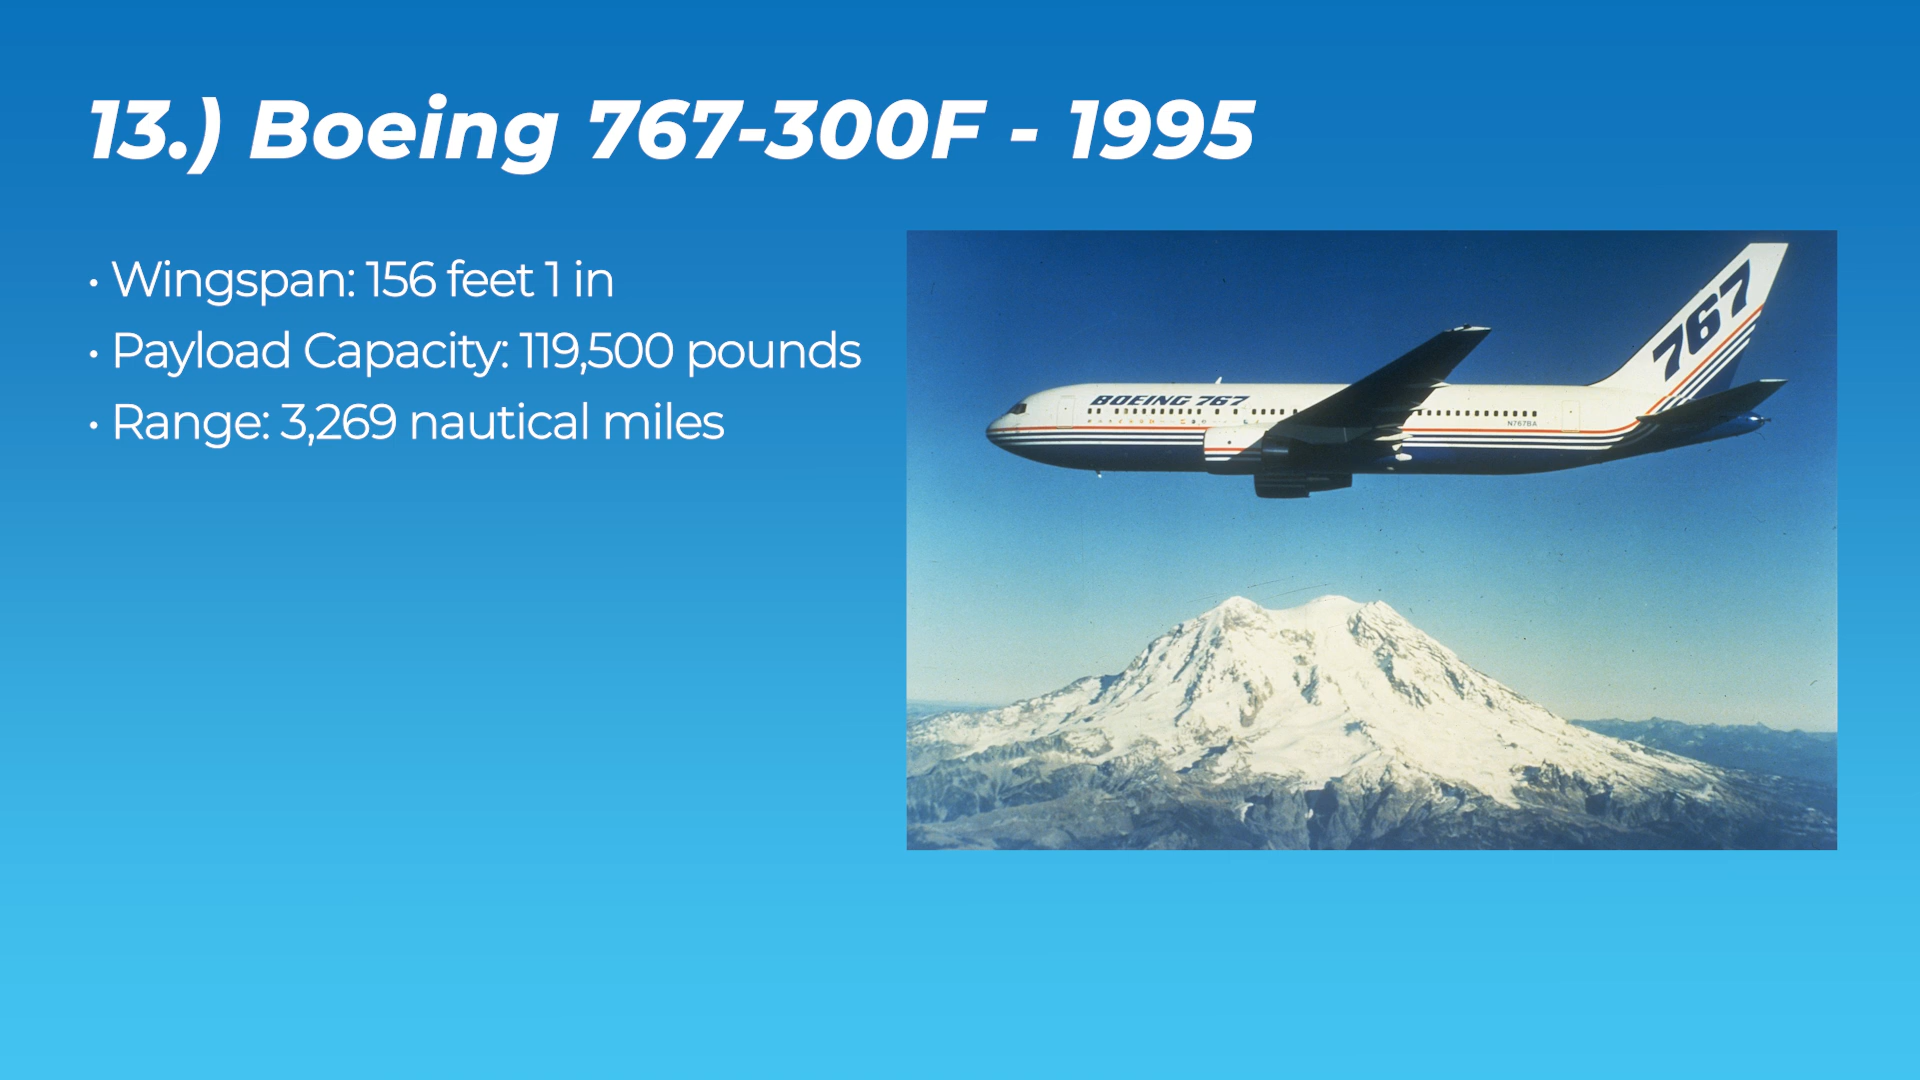 13.) Boeing 767-300F - 1995
• Wingspan: 156 feet 1 in
• Payload Capacity: 119,500 pounds
• Range: 3,269 nautical miles
767
BOEING 767
N767BA